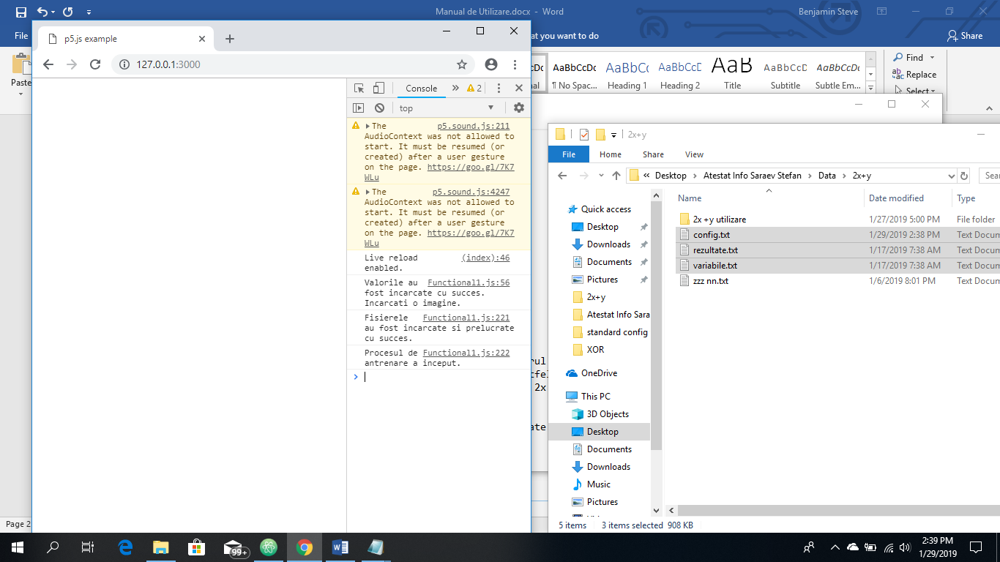 Manual de Utilizare.docx - Word
Benjamin Steve
File
at you want to do
Share
Paste
AaBbCcDc
¶ No Spac...
AaBbCc
Heading 1
AaBbCcD
Heading 2
AaB
Title
AaBbCcD
Subtitle
AaBbCcDc
Subtle Em...
Find
Replace
Select
p5.js example
127.0.0.1:3000
Console
2
top
The p5.sound.js:211
AudioContext was not allowed to
start. It must be resumed (or
created) after a user gesture
on the page. https://goo.gl/7K7
WLu
The p5.sound.js:4247
AudioContext was not allowed to
start. It must be resumed (or
created) after a user gesture
on the page. https://goo.gl/7K7
WLu
Live reload (index):46
enabled.
Valorile au Functional1.js:56
fost incarcate cu succes.
Incarcati o imagine.
Fisierele Functional1.js:221
au fost incarcate si prelucrate
cu succes.
Procesul de Functional1.js:222
antrenare a inceput.
2x+y
File Home Share View
« Desktop Atestat Info Saraev Stefan Data 2x+y
Sea
Name Date modified Type
2x +y utilizare 1/27/2019 5:00 PM File folder
config.txt 1/29/2019 2:38 PM Text Docum
rezultate.txt 1/17/2019 7:38 AM Text Docum
variabile.txt 1/17/2019 7:38 AM Text Docum
zzz nn.txt 1/6/2019 8:01 PM Text Docum
Quick access
Desktop
Downloads
Documents
Pictures
2x+y
Atestat Info Sara
standard config
XOR
OneDrive
This PC
3D Objects
Desktop
Documents
Downloads
Music
Pictures
5 items 3 items selected 908 KB
rul
tfel
2x
ate
Page 2
99+
2:39 PM
1/29/2019